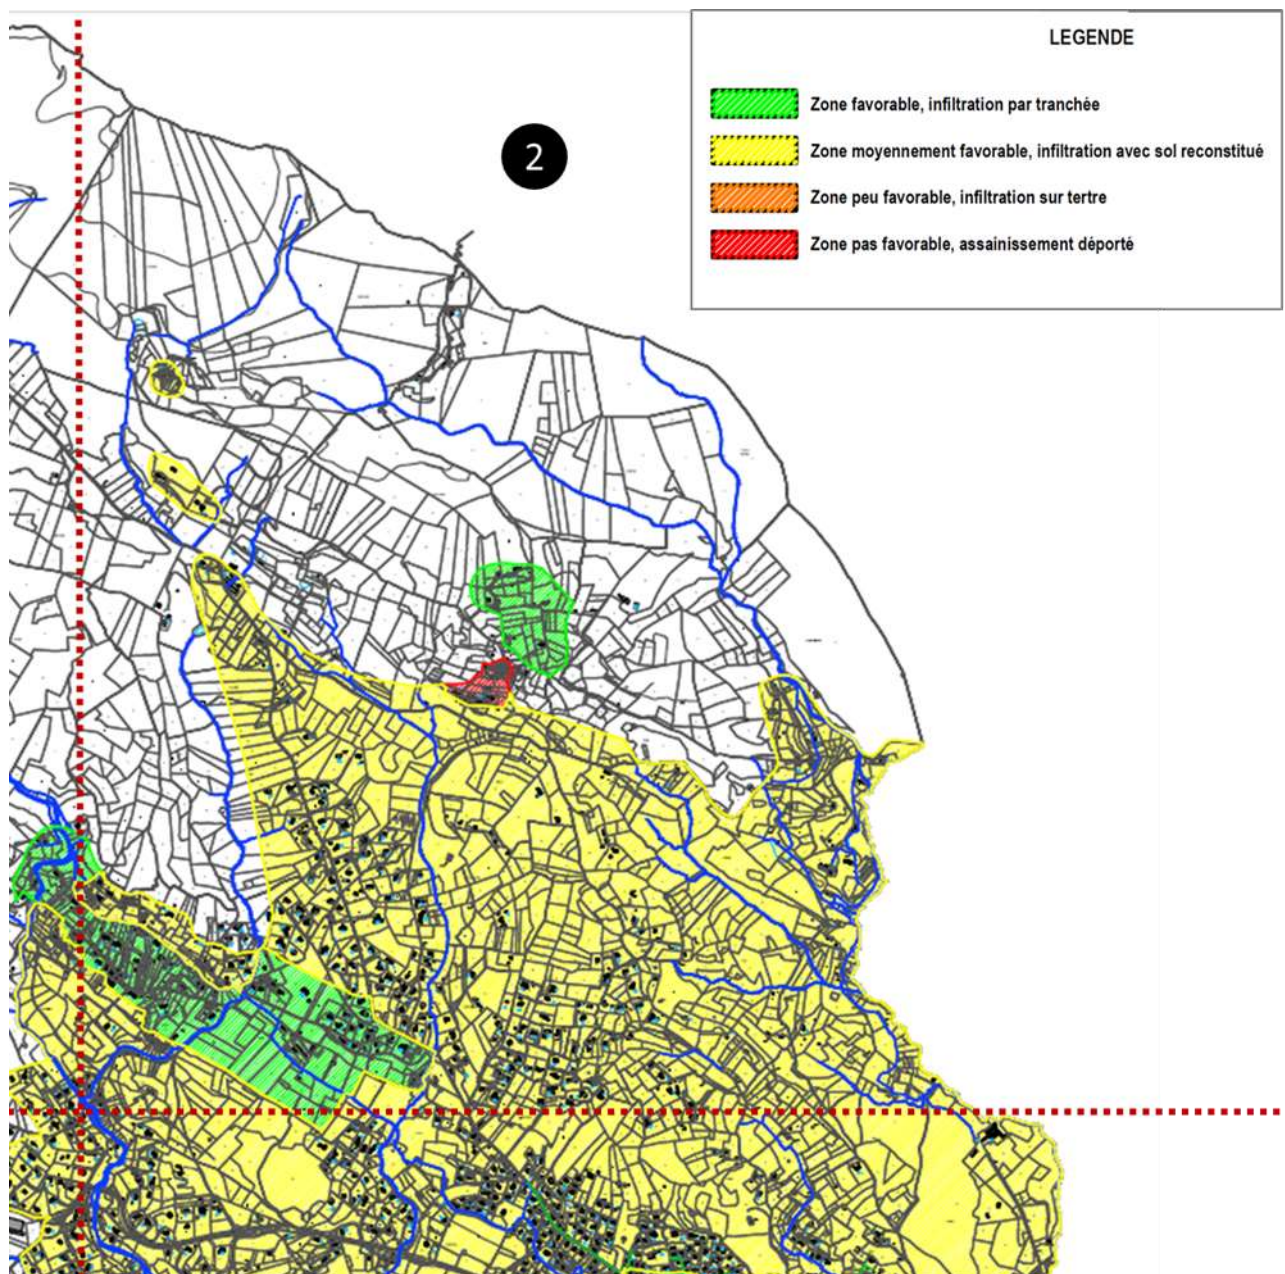 LEGENDE
Zone favorable, infiltration par tranchée
2
Zone moyennement favorable, infiltration avec sol reconstitué
Zone peu favorable, infiltration sur tertre
Zone pas favorable, assainissement déporté